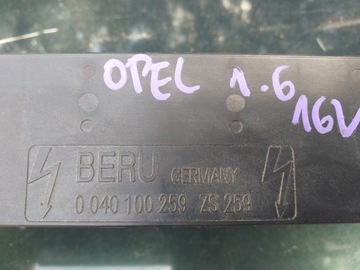 OPEL 1.6
16V
BERU GERMANY
0 040 100 259 ZS 259